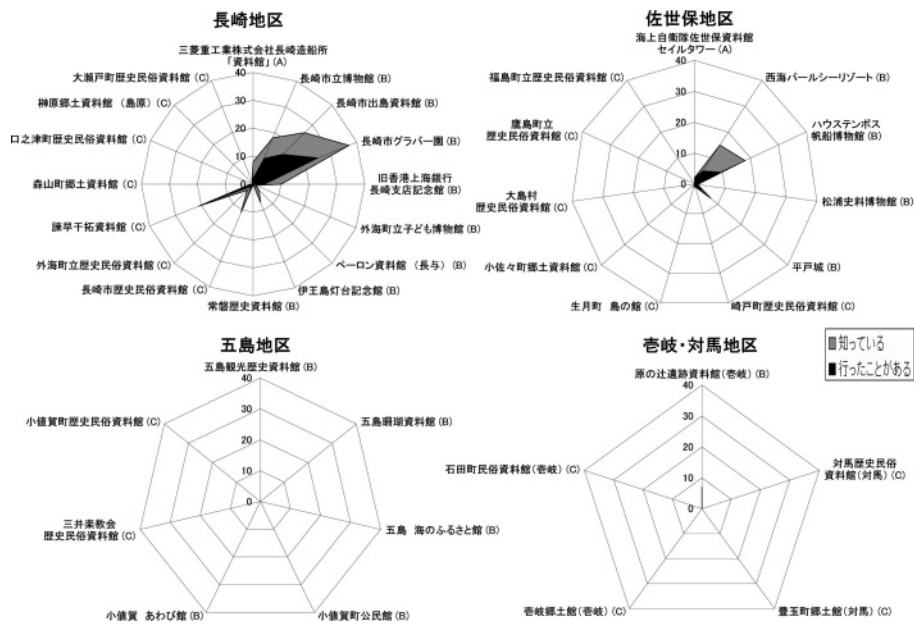 長崎地区
三菱重工業株式会社長崎造船所
「資料館」(A)
長崎市立博物館 (B)
長崎市出島資料館 (B)
長崎市グラバー園 (B)
旧香港上海銀行
長崎支店記念館 (B)
外海町立子ども博物館 (B)
ペーロン資料館 (長与) (B)
伊王島灯台記念館 (B)
常磐歴史資料館 (B)
長崎市歴史民俗資料館 (C)
外海町立歴史民俗資料館 (C)
諫早干拓資料館 (C)
森山町郷土資料館 (C)
口之津町歴史民俗資料館 (C)
榊原郷土資料館 (島原) (C)
大瀬戸町歴史民俗資料館 (C)
40
30
20
10
0
佐世保地区
海上自衛隊佐世保資料館
セイルタワー (A)
西海パールシーリゾート (B)
ハウステンボス
帆船博物館 (B)
松浦史料博物館 (B)
平戸城 (B)
崎戸町歴史民俗資料館 (C)
生月町 島の館 (C)
小佐々町郷土資料館 (C)
大島村
歴史民俗資料館 (C)
鷹島町立
歴史民俗資料館 (C)
福島町立歴史民俗資料館 (C)
40
30
20
10
0
五島地区
五島観光歴史資料館 (B)
五島珊瑚資料館 (B)
五島 海のふるさと館 (B)
小値賀町公民館 (B)
小値賀 あわび館 (B)
三井楽教会
歴史民俗資料館 (C)
小値賀町歴史民俗資料館 (C)
40
30
20
10
0
壱岐・対馬地区
原の辻遺跡資料館(壱岐) (B)
対馬歴史民俗
資料館(対馬) (C)
豊玉町郷土館(対馬) (C)
壱岐郷土館(壱岐) (C)
石田町民俗資料館(壱岐) (C)
40
30
20
10
0
知っている
行ったことがある